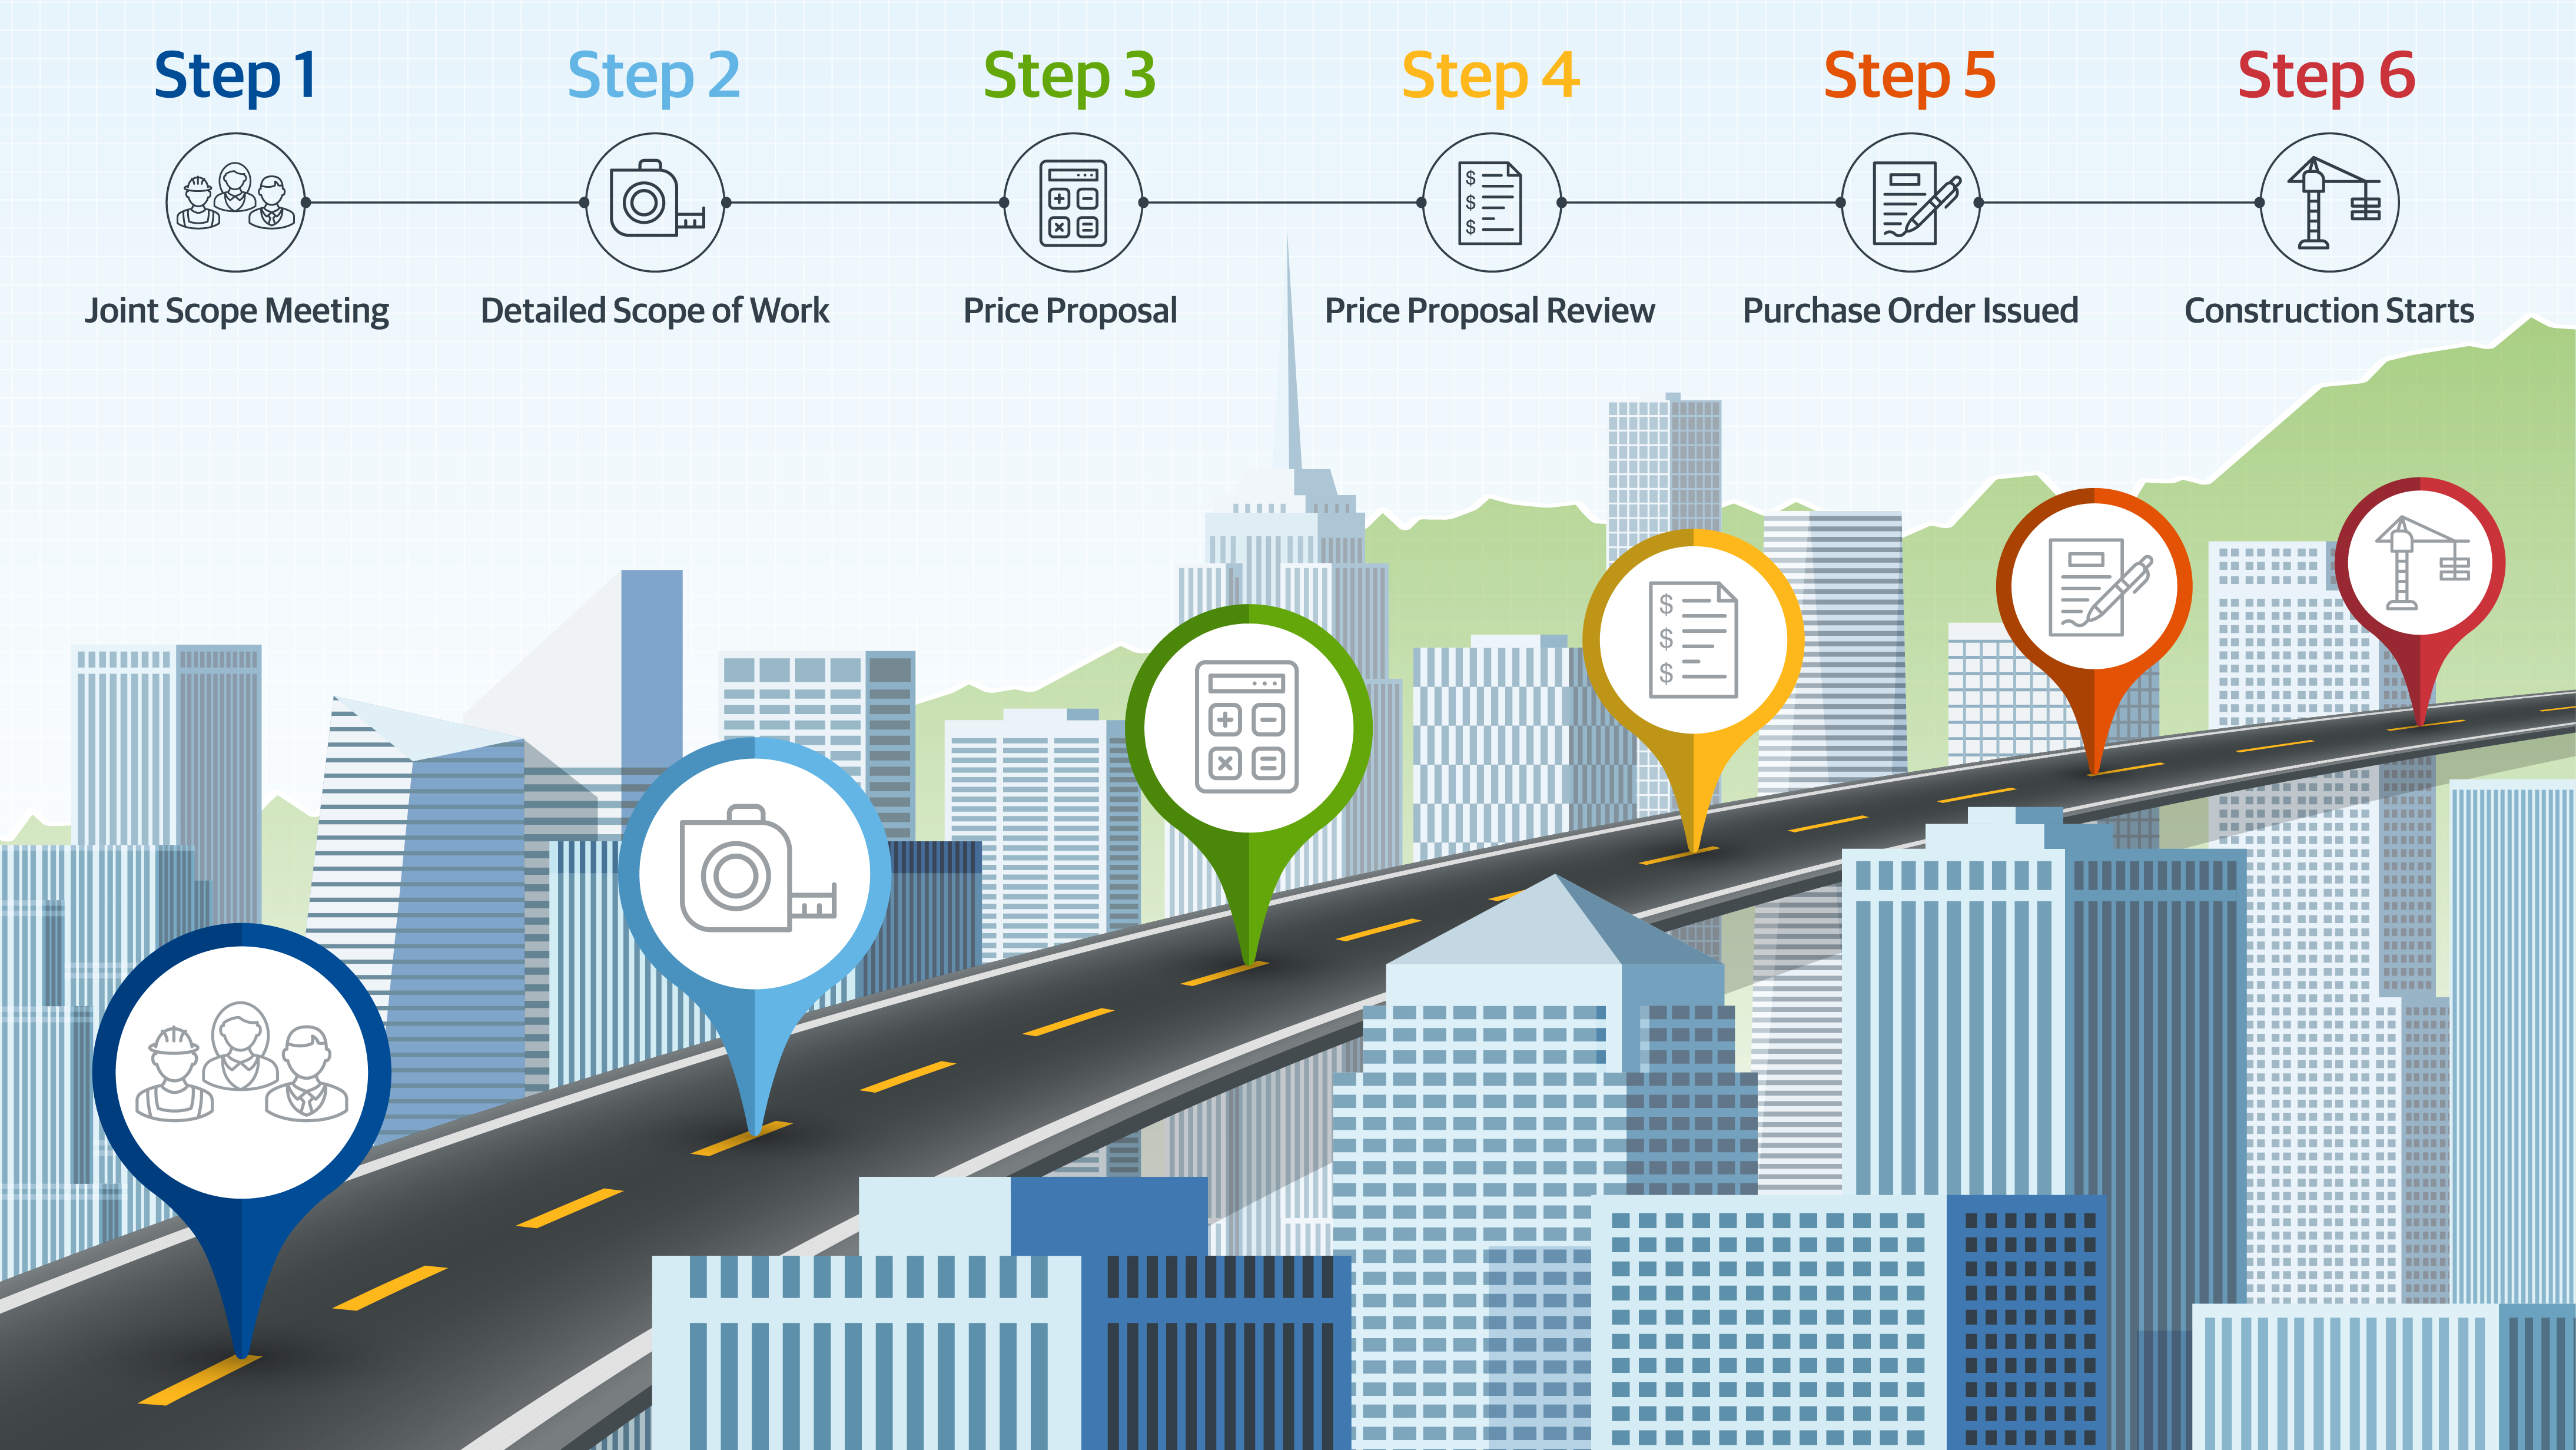 Step 1
Step 2
Step 3
Step 4
Step 5
Step 6
$
$
$
Joint Scope Meeting
Detailed Scope of Work
Price Proposal
Price Proposal Review
Purchase Order Issued
Construction Starts
$
$
$